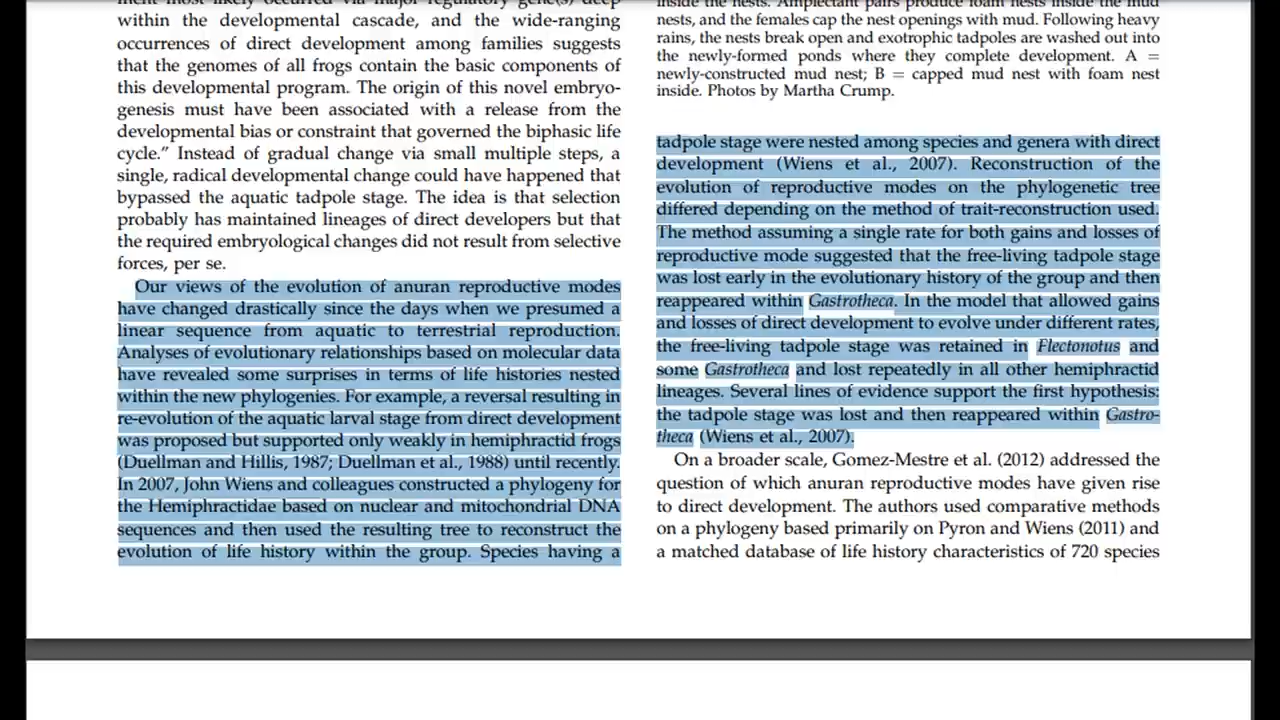 ment most likely occurred via major regulatory gene(s) deep
within the developmental cascade, and the wide-ranging
occurrences of direct development among families suggests
that the genomes of all frogs contain the basic components of
this developmental program. The origin of this novel embryo-
genesis must have been associated with a release from the
developmental bias or constraint that governed the biphasic life
cycle.” Instead of gradual change via small multiple steps, a
single, radical developmental change could have happened that
bypassed the aquatic tadpole stage. The idea is that selection
probably has maintained lineages of direct developers but that
the required embryological changes did not result from selective
forces, per se.
Our views of the evolution of anuran reproductive modes
have changed drastically since the days when we presumed a
linear sequence from aquatic to terrestrial reproduction.
Analyses of evolutionary relationships based on molecular data
have revealed some surprises in terms of life histories nested
within the new phylogenies. For example, a reversal resulting in
re-evolution of the aquatic larval stage from direct development
was proposed but supported only weakly in hemiphractid frogs
(Duellman and Hillis, 1987; Duellman et al., 1988) until recently.
In 2007, John Wiens and colleagues constructed a phylogeny for
the Hemiphractidae based on nuclear and mitochondrial DNA
sequences and then used the resulting tree to reconstruct the
evolution of life history within the group. Species having a
inside the nests. Amplectant pairs produce foam nests inside the mud
nests, and the females cap the nest openings with mud. Following heavy
rains, the nests break open and exotrophic tadpoles are washed out into
the newly-formed ponds where they complete development. A =
newly-constructed mud nest; B = capped mud nest with foam nest
inside. Photos by Martha Crump.
tadpole stage were nested among species and genera with direct
development (Wiens et al., 2007). Reconstruction of the
evolution of reproductive modes on the phylogenetic tree
differed depending on the method of trait-reconstruction used.
The method assuming a single rate for both gains and losses of
reproductive mode suggested that the free-living tadpole stage
was lost early in the evolutionary history of the group and then
reappeared within Gastrotheca. In the model that allowed gains
and losses of direct development to evolve under different rates,
the free-living tadpole stage was retained in Flectonotus and
some Gastrotheca and lost repeatedly in all other hemiphractid
lineages. Several lines of evidence support the first hypothesis:
the tadpole stage was lost and then reappeared within Gastro-
theca (Wiens et al., 2007).
On a broader scale, Gomez-Mestre et al. (2012) addressed the
question of which anuran reproductive modes have given rise
to direct development. The authors used comparative methods
on a phylogeny based primarily on Pyron and Wiens (2011) and
a matched database of life history characteristics of 720 species